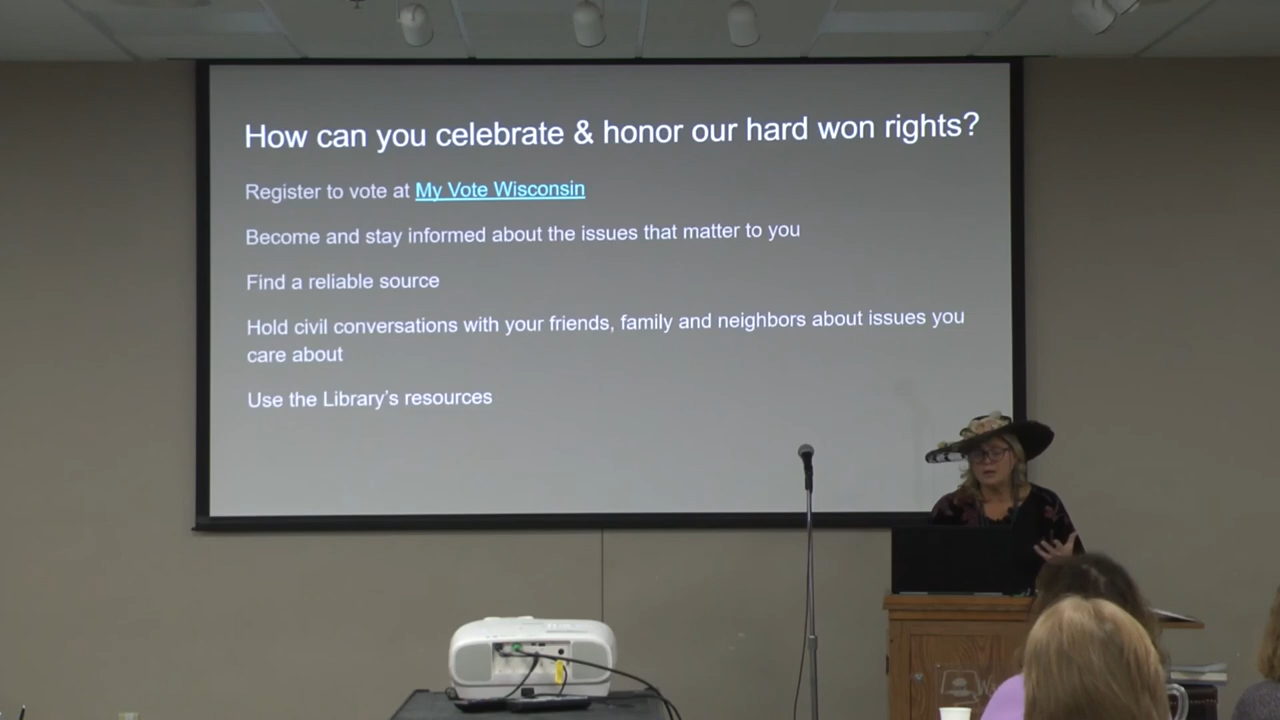 How can you celebrate & honor our hard won rights?
Register to vote at My Vote Wisconsin
Become and stay informed about the issues that matter to you
Find a reliable source
Hold civil conversations with your friends, family and neighbors about issues you
care about
Use the Library's resources